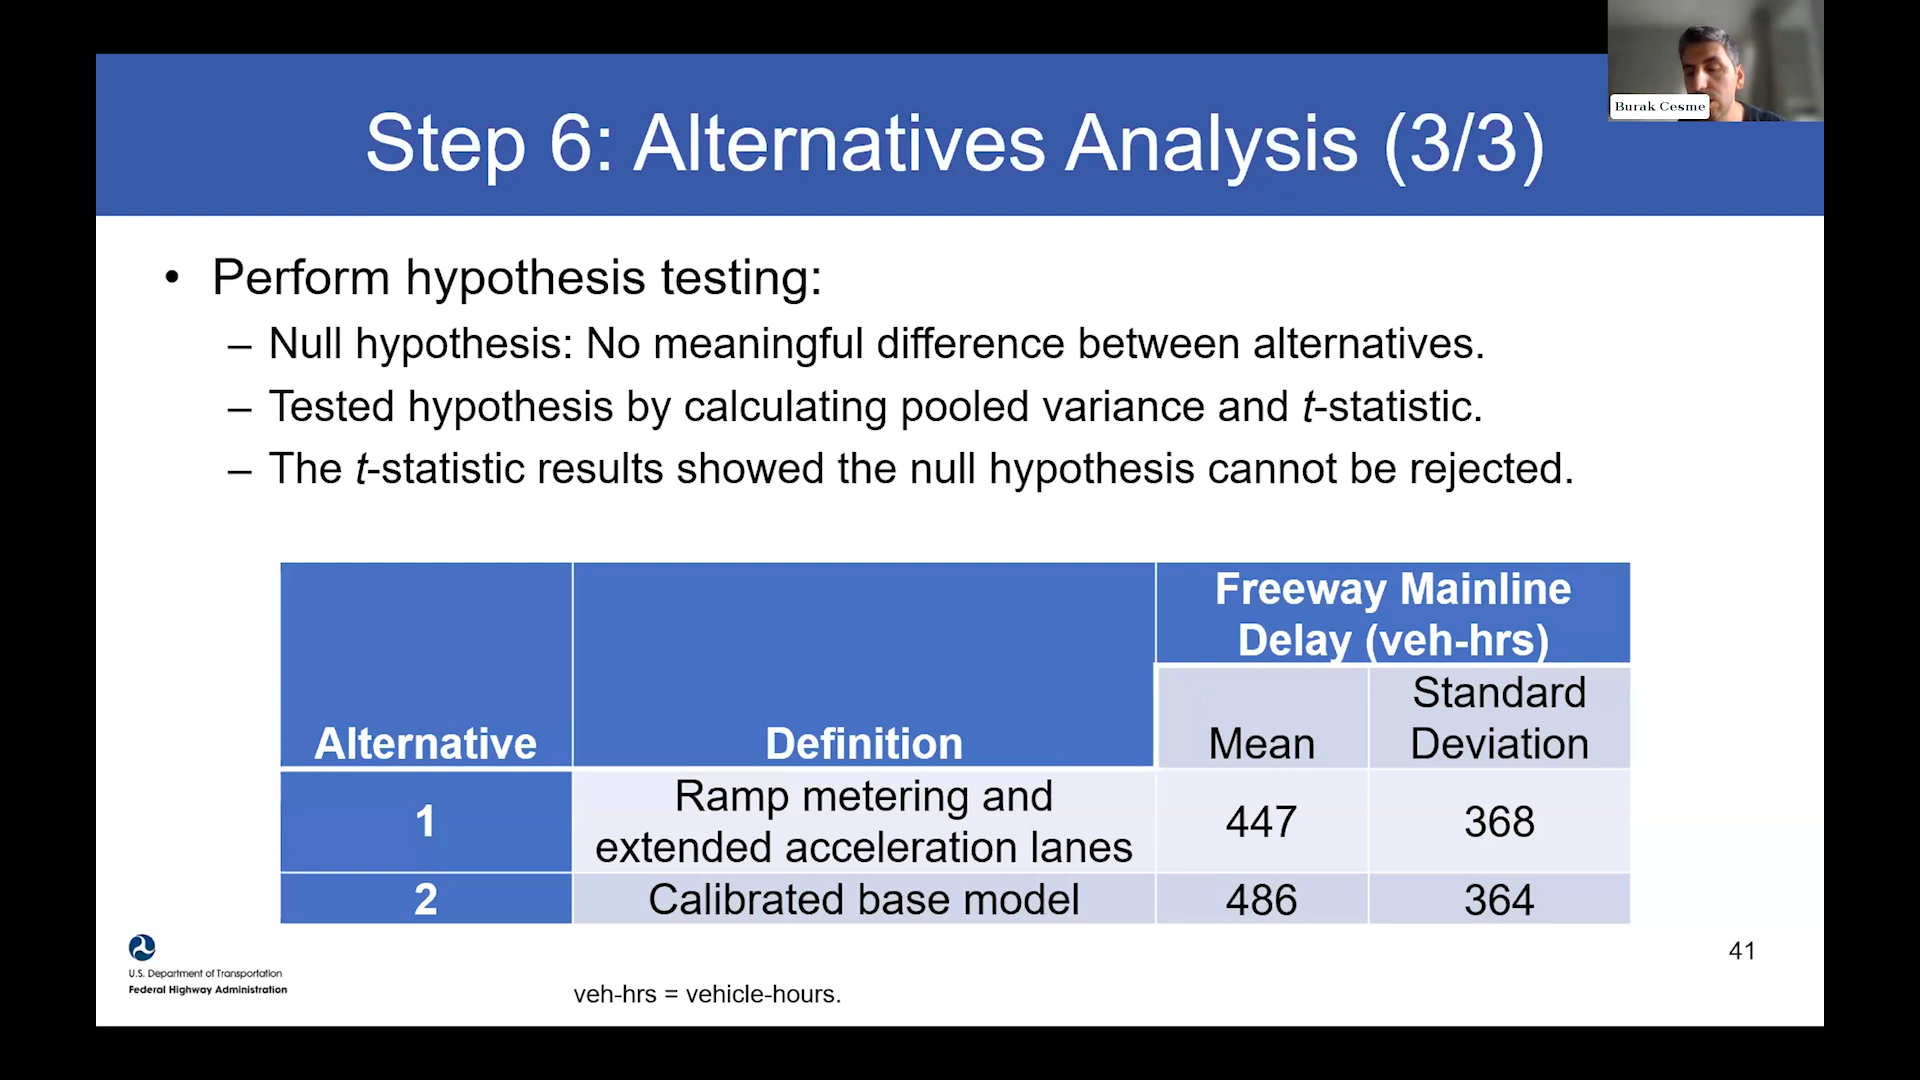 Burak Cesme
Step 6: Alternatives Analysis (3/3)
• Perform hypothesis testing:
– Null hypothesis: No meaningful difference between alternatives.
– Tested hypothesis by calculating pooled variance and t-statistic.
– The t-statistic results showed the null hypothesis cannot be rejected.
Freeway Mainline
Delay (veh-hrs)
Alternative Definition Mean Standard
Deviation
1 Ramp metering and
extended acceleration lanes 447 368
2 Calibrated base model 486 364
U.S. Department of Transportation
Federal Highway Administration
veh-hrs = vehicle-hours.
41